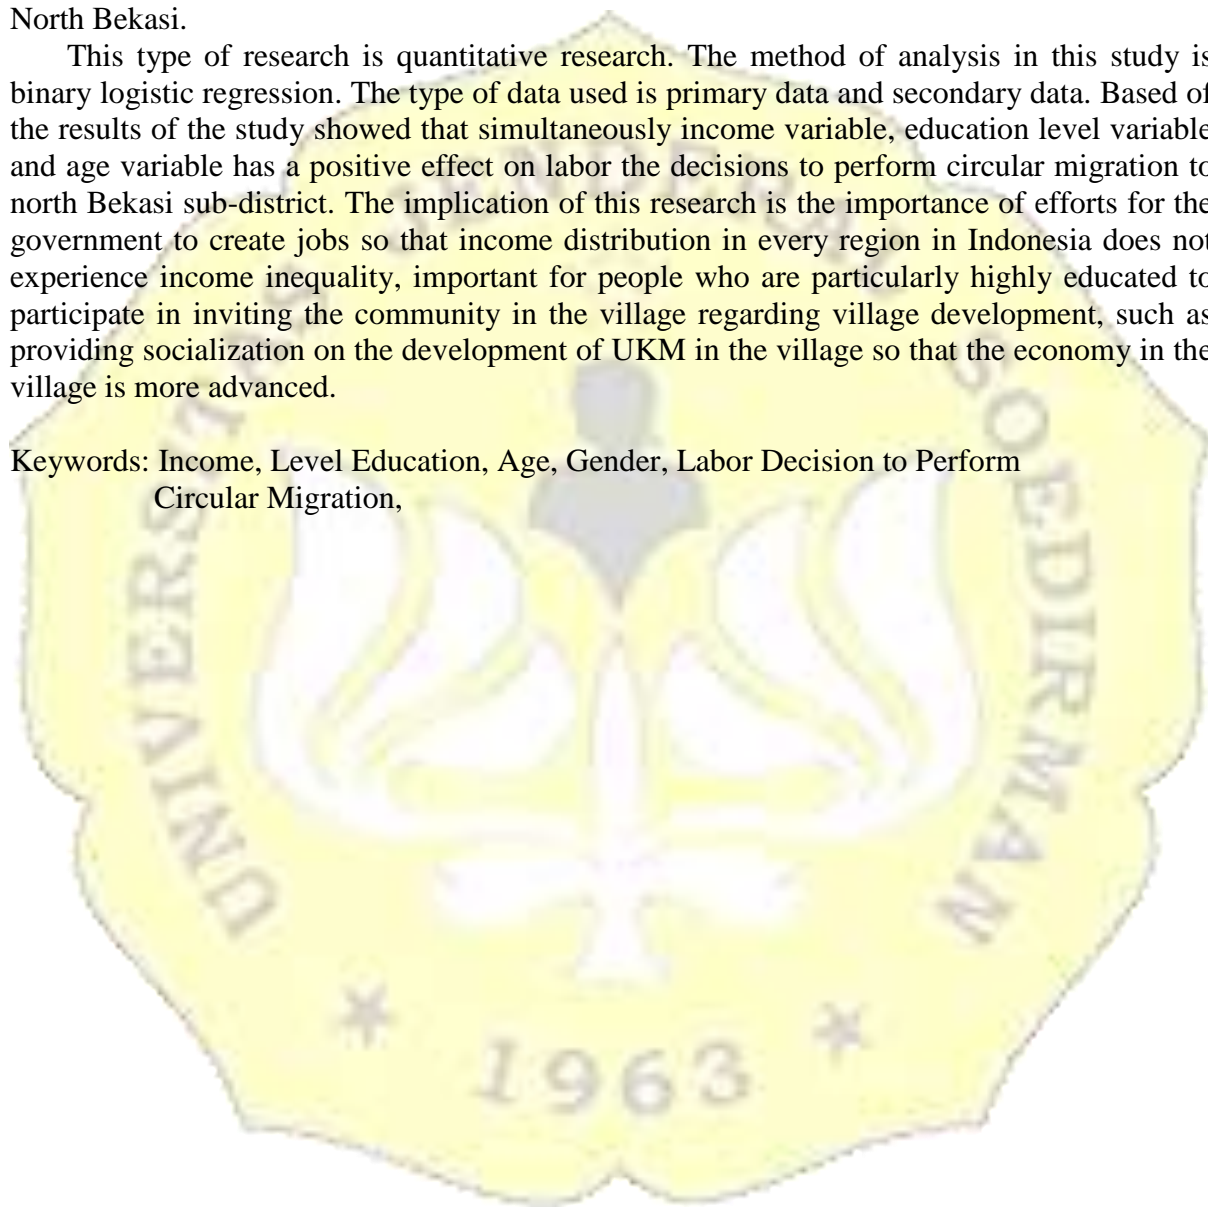 North Bekasi.
This type of research is quantitative research. The method of analysis in this study is
binary logistic regression. The type of data used is primary data and secondary data. Based of
the results of the study showed that simultaneously income variable, education level variable
and age variable has a positive effect on labor the decisions to perform circular migration to
north Bekasi sub-district. The implication of this research is the importance of efforts for the
government to create jobs so that income distribution in every region in Indonesia does not
experience income inequality, important for people who are particularly highly educated to
participate in inviting the community in the village regarding village development, such as
providing socialization on the development of UKM in the village so that the economy in the
village is more advanced.
Keywords: Income, Level Education, Age, Gender, Labor Decision to Perform
Circular Migration,
UNIVERSITAS JENDERAL SOEDIRMAN
1963